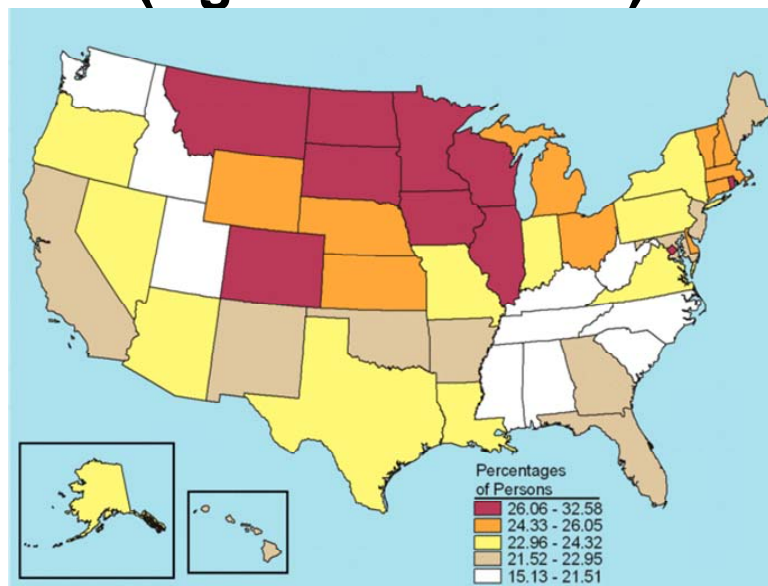 Percentages
of Persons
26.06 - 32.58
24.33 - 26.05
22.96 - 24.32
21.52 - 22.95
15.13 - 21.51